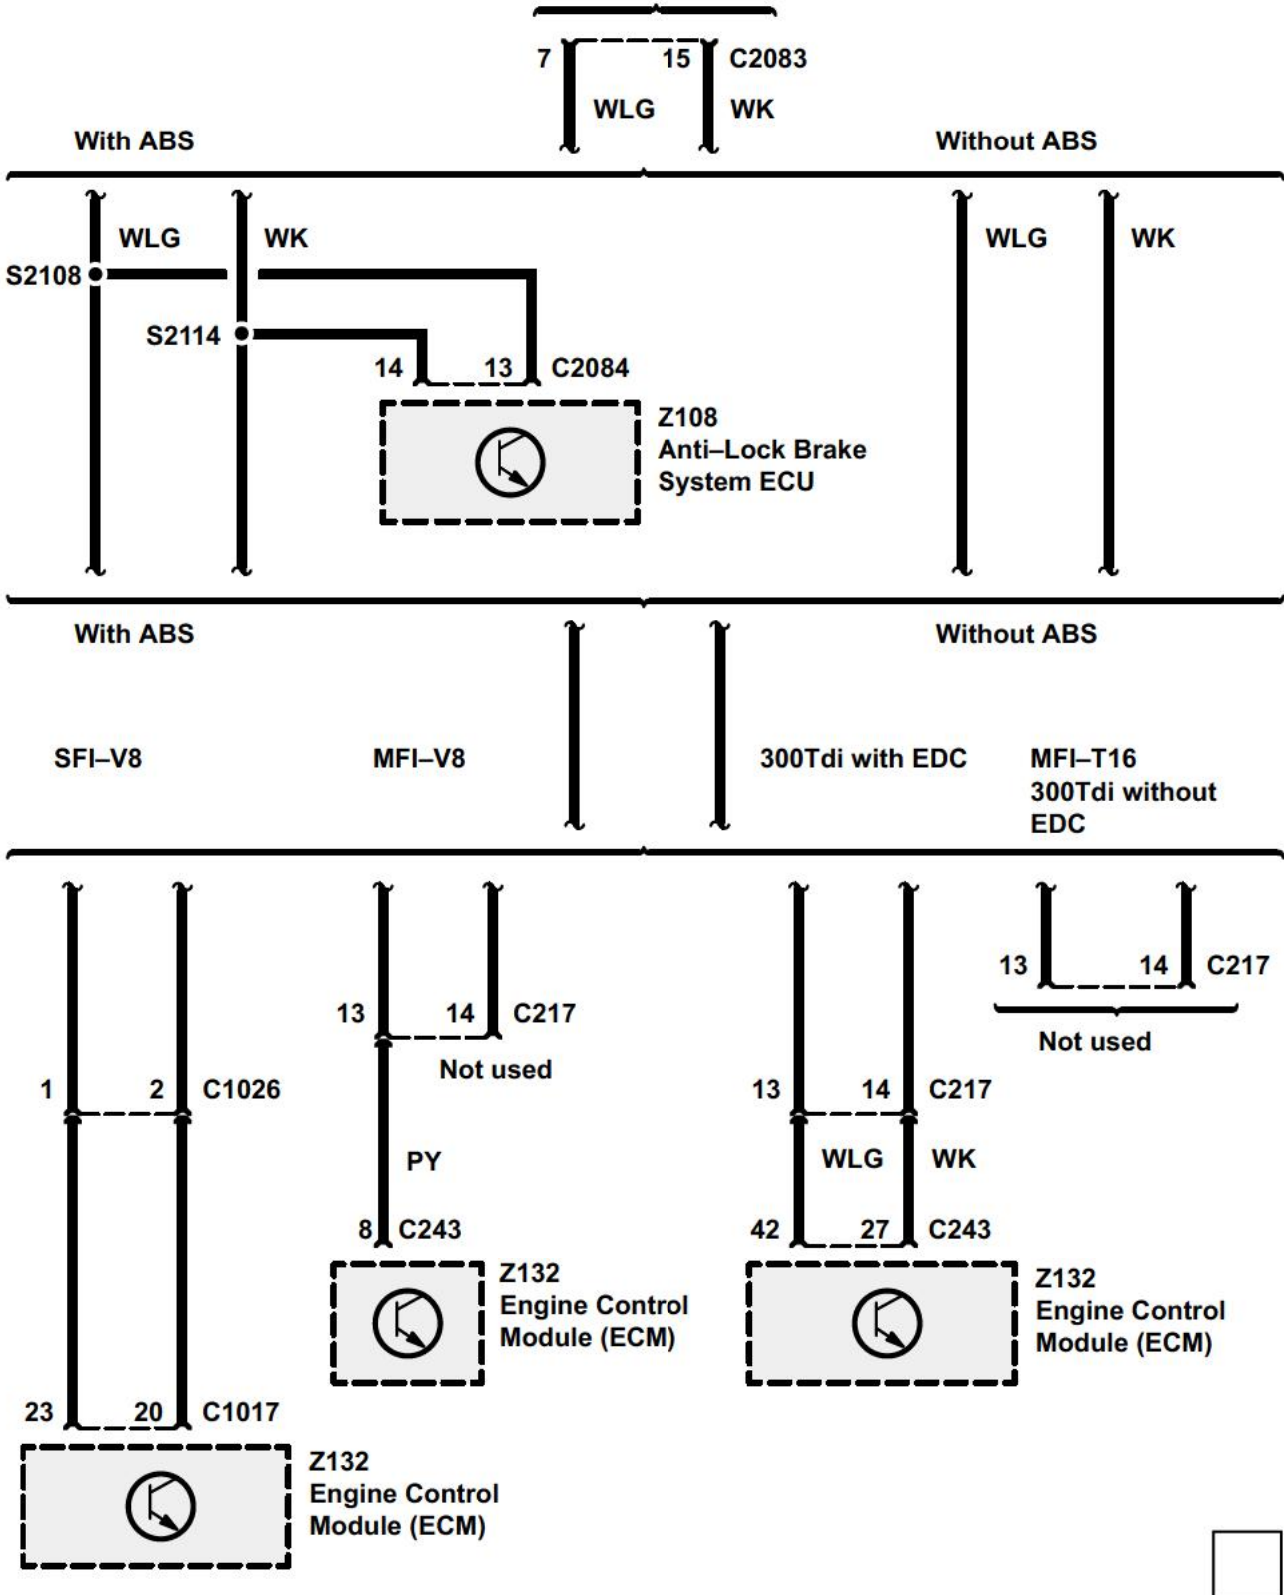 7 15 C2083
WLG WK
With ABS Without ABS
WLG WK WLG WK
S2108
S2114
14 13 C2084
Z108
Anti–Lock Brake
System ECU
With ABS Without ABS
SFI–V8 MFI–V8 300Tdi with EDC MFI–T16
300Tdi without
EDC
13 14 C217
13 14 C217
Not used
Not used
1 2 C1026 13 14 C217
PY WLG WK
8 C243 42 27 C243
Z132
Engine Control
Module (ECM)
Z132
Engine Control
Module (ECM)
23 20 C1017
Z132
Engine Control
Module (ECM)